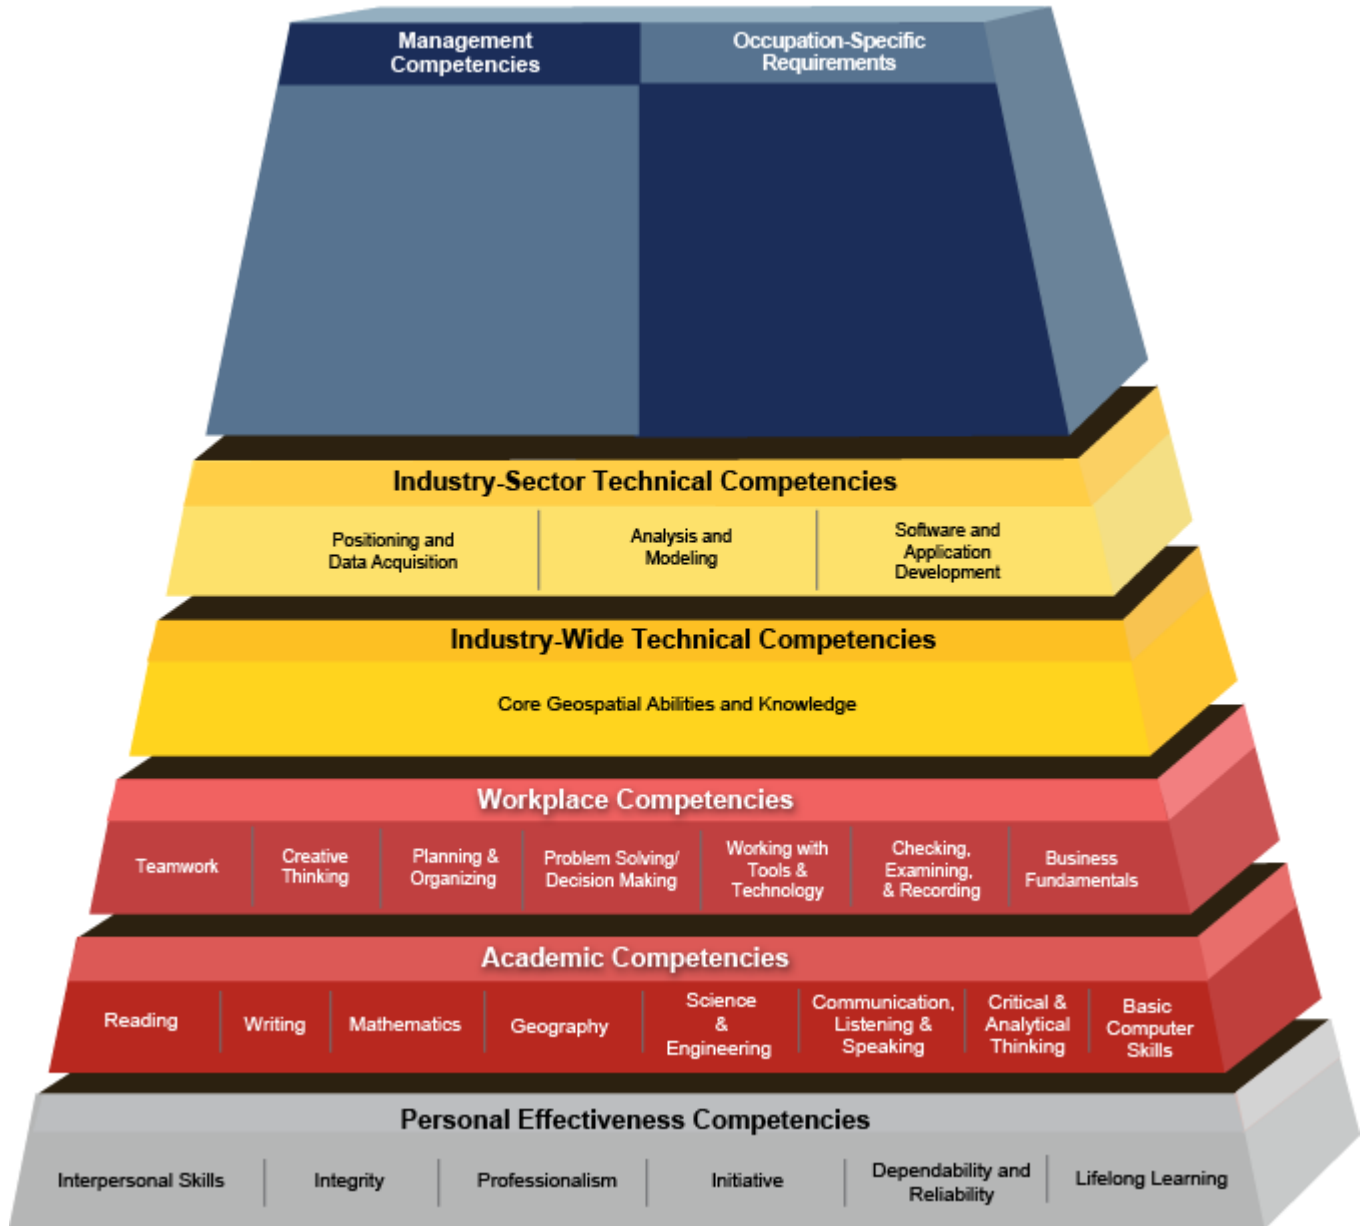 Management
Competencies
Occupation-Specific
Requirements
Industry-Sector Technical Competencies
Positioning and
Data Acquisition
Analysis and
Modeling
Software and
Application
Development
Industry-Wide Technical Competencies
Core Geospatial Abilities and Knowledge
Workplace Competencies
Teamwork
Creative
Thinking
Planning &
Organizing
Problem Solving/
Decision Making
Working with
Tools &
Technology
Checking,
Examining,
& Recording
Business
Fundamentals
Academic Competencies
Reading
Writing
Mathematics
Geography
Science
&
Engineering
Communication,
Listening &
Speaking
Critical &
Analytical
Thinking
Basic
Computer
Skills
Personal Effectiveness Competencies
Interpersonal Skills
Integrity
Professionalism
Initiative
Dependability and
Reliability
Lifelong Learning